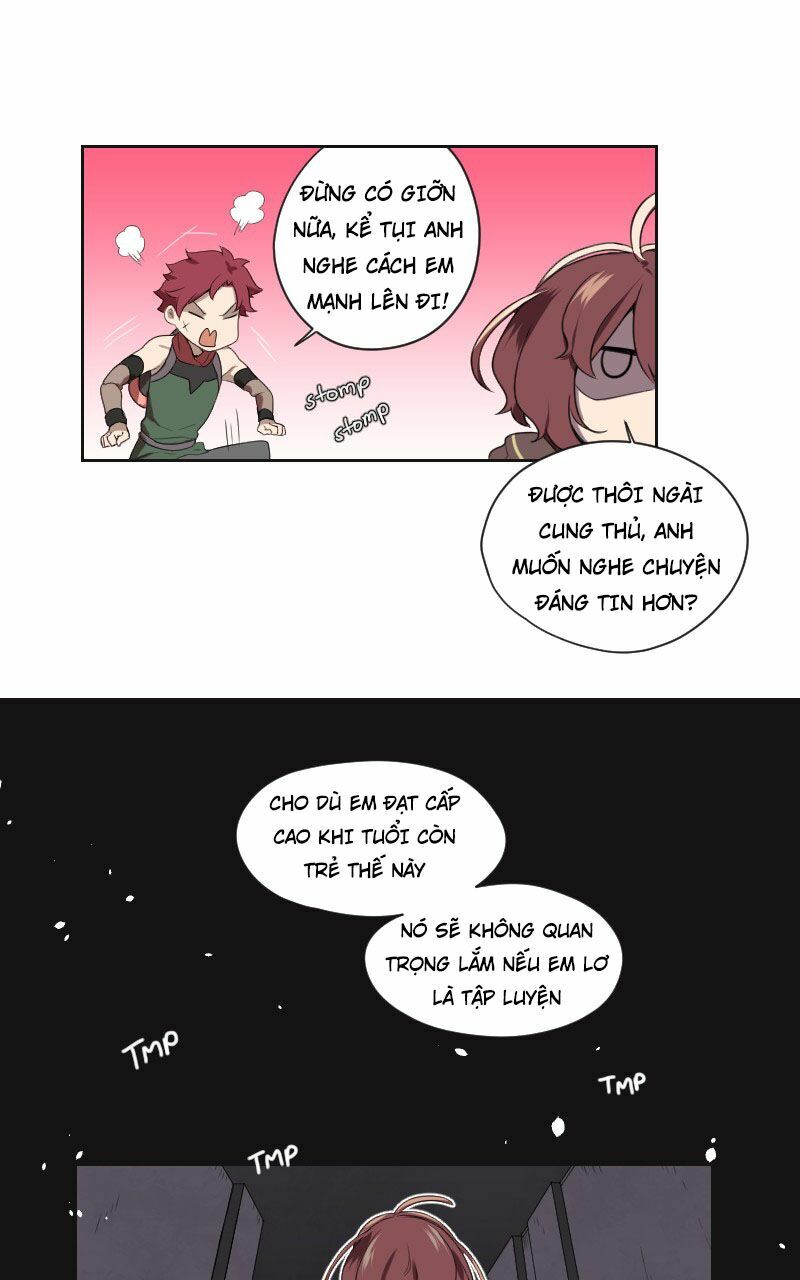 ĐỪNG CÓ GIỠN
NỮA, KỂ TỤI ANH
NGHE CÁCH EM
MẠNH LÊN ĐI!
stomp
stomp
ĐƯỢC THÔI NGÀI
CUNG THỦ, ANH
MUỐN NGHE CHUYỆN
ĐÁNG TIN HƠN?
CHO DÙ EM ĐẠT CẤP
CAO KHI TUỔI CÒN
TRẺ THẾ NÀY
NÓ SẼ KHÔNG QUAN
TRỌNG LẮM NẾU EM LƠ
LÀ TẬP LUYỆN
TMP
TMP
TMP